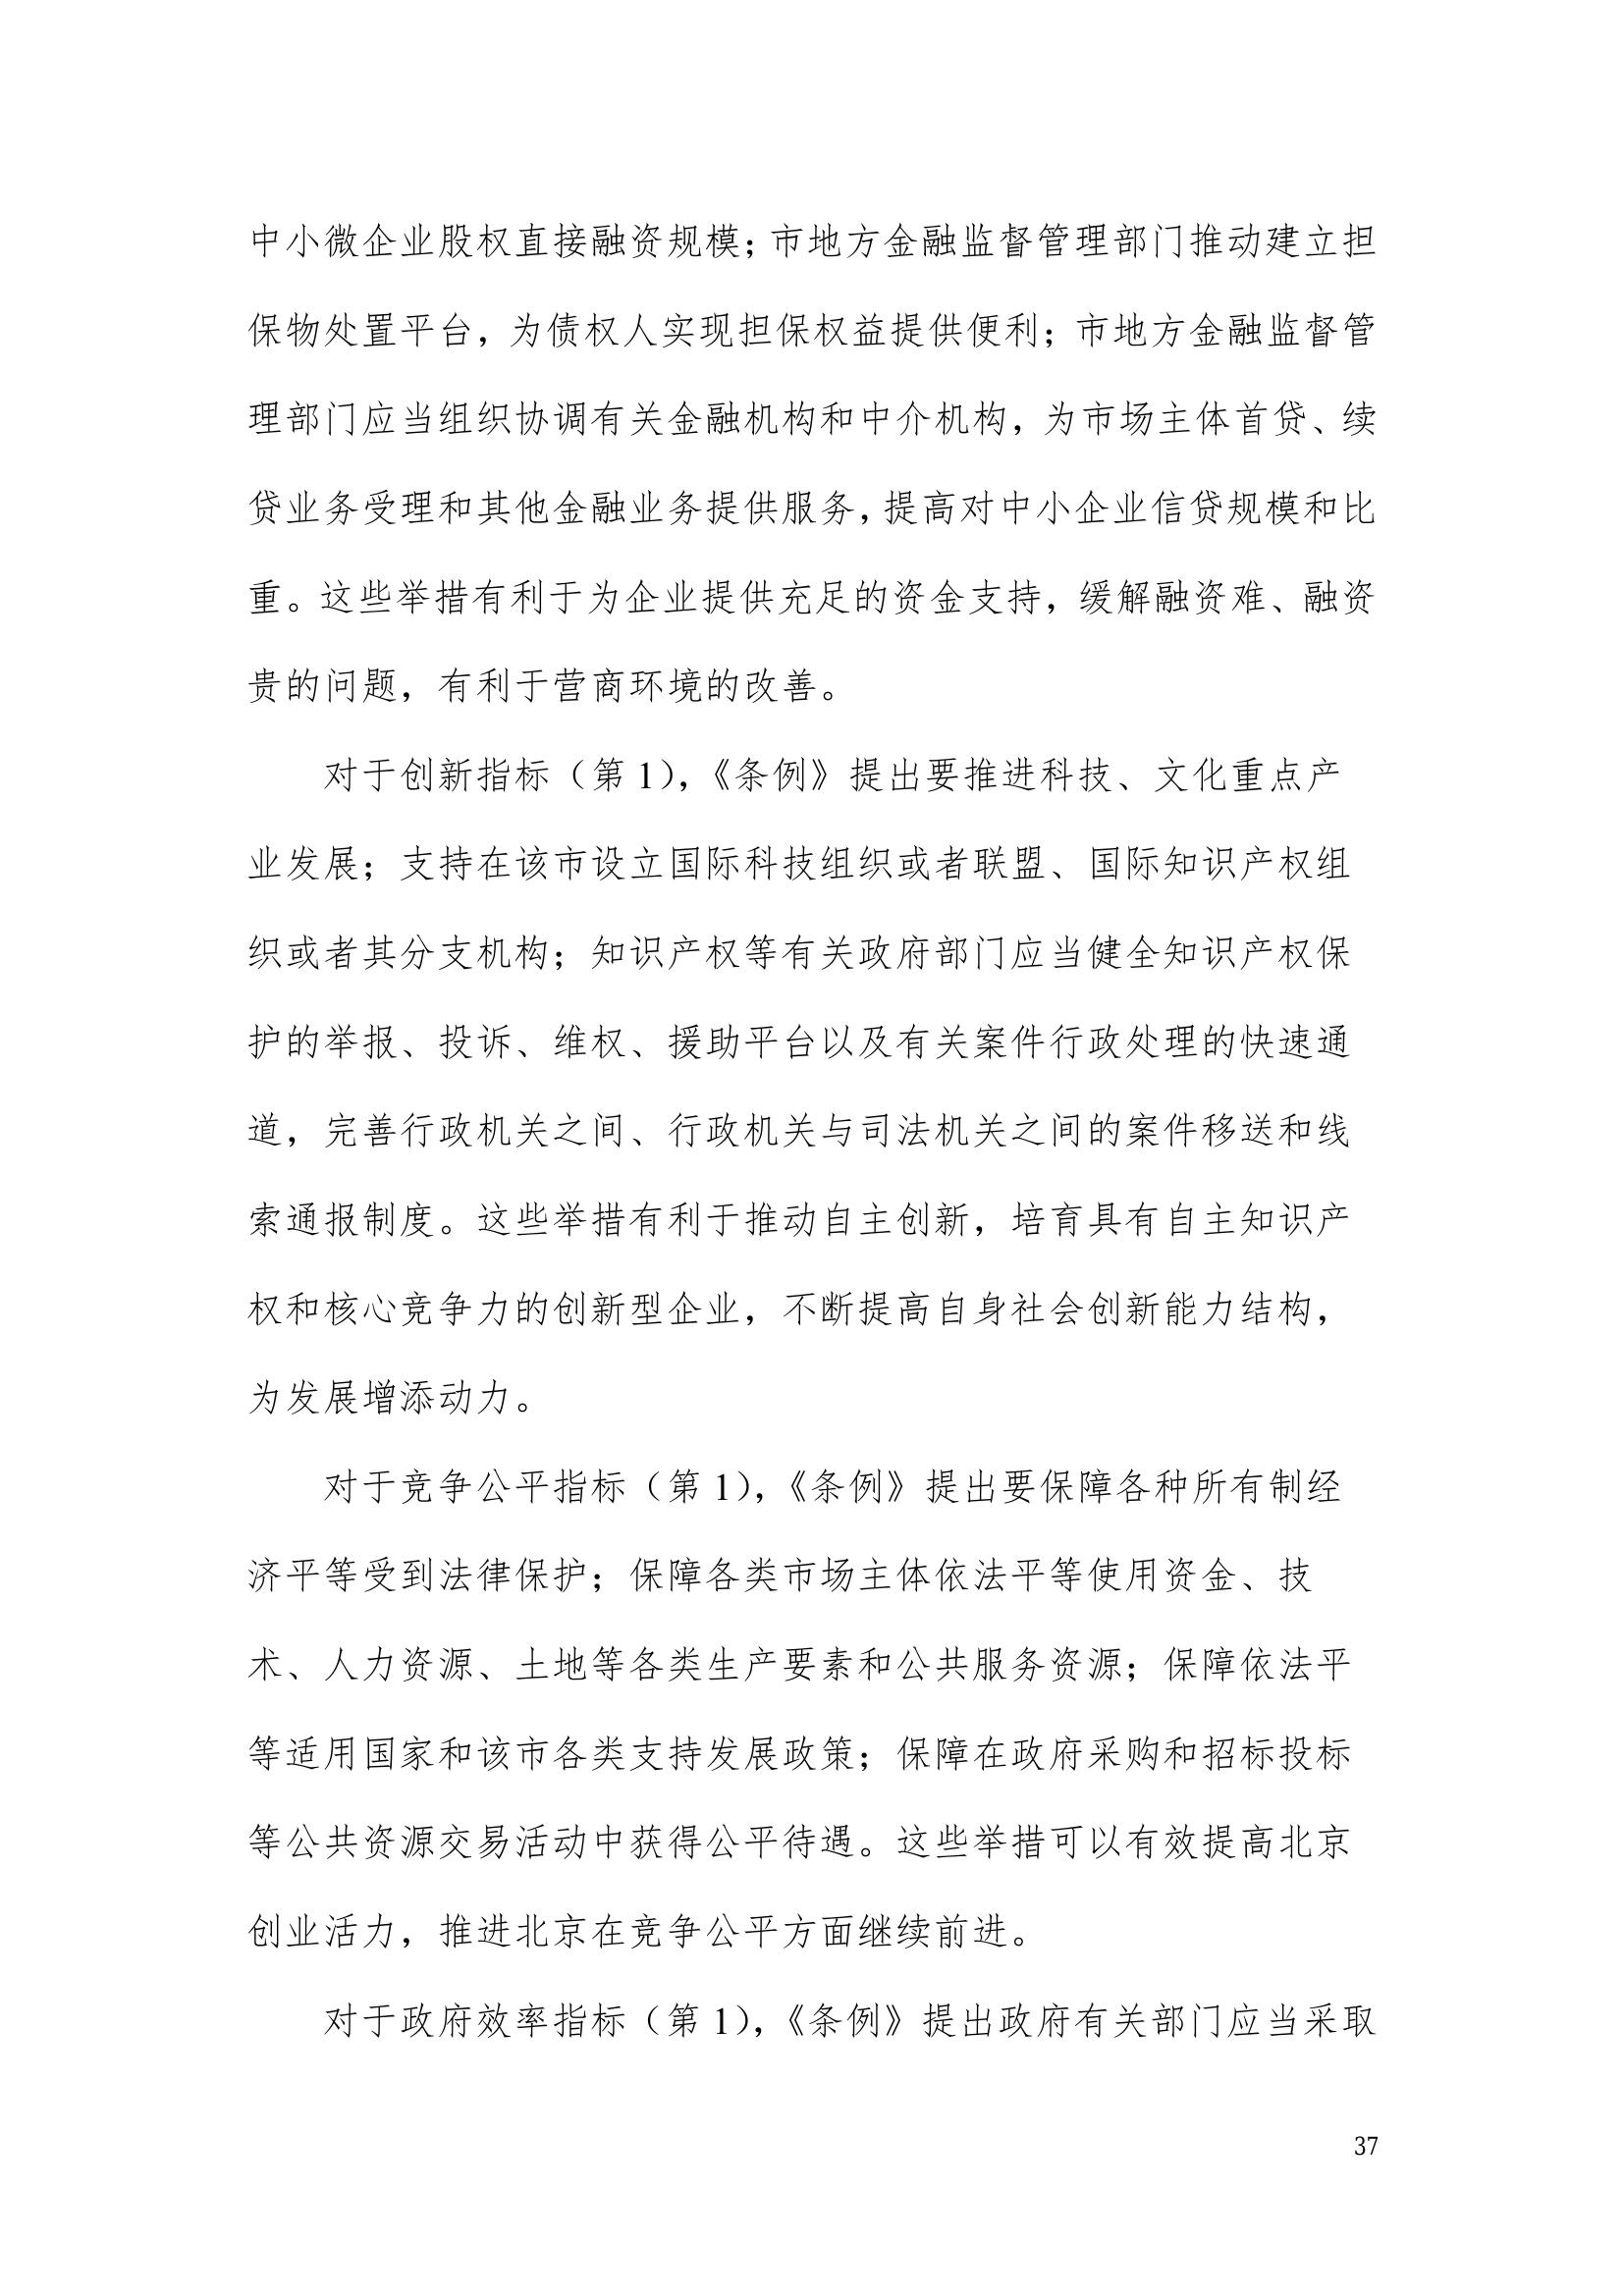 中小微企业股权直接融资规模；市地方金融监督管理部门推动建立担
保物处置平台，为债权人实现担保权益提供便利；市地方金融监督管
理部门应当组织协调有关金融机构和中介机构，为市场主体首贷、续
贷业务受理和其他金融业务提供服务，提高对中小企业信贷规模和比
重。这些举措有利于为企业提供充足的资金支持，缓解融资难、融资
贵的问题，有利于营商环境的改善。
对于创新指标（第 1），《条例》提出要推进科技、文化重点产
业发展；支持在该市设立国际科技组织或者联盟、国际知识产权组
织或者其分支机构；知识产权等有关政府部门应当健全知识产权保
护的举报、投诉、维权、援助平台以及有关案件行政处理的快速通
道，完善行政机关之间、行政机关与司法机关之间的案件移送和线
索通报制度。这些举措有利于推动自主创新，培育具有自主知识产
权和核心竞争力的创新型企业，不断提高自身社会创新能力结构，
为发展增添动力。
对于竞争公平指标（第 1），《条例》提出要保障各种所有制经
济平等受到法律保护；保障各类市场主体依法平等使用资金、技
术、人力资源、土地等各类生产要素和公共服务资源；保障依法平
等适用国家和该市各类支持发展政策；保障在政府采购和招标投标
等公共资源交易活动中获得公平待遇。这些举措可以有效提高北京
创业活力，推进北京在竞争公平方面继续前进。
对于政府效率指标（第 1），《条例》提出政府有关部门应当采取
37